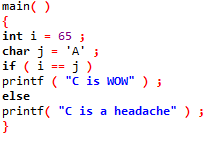 main( )
{
int i = 65 ;
char j = 'A' ;
if ( i == j )
printf ( "C is WOW" ) ;
else
printf( "C is a headache" ) ;
}